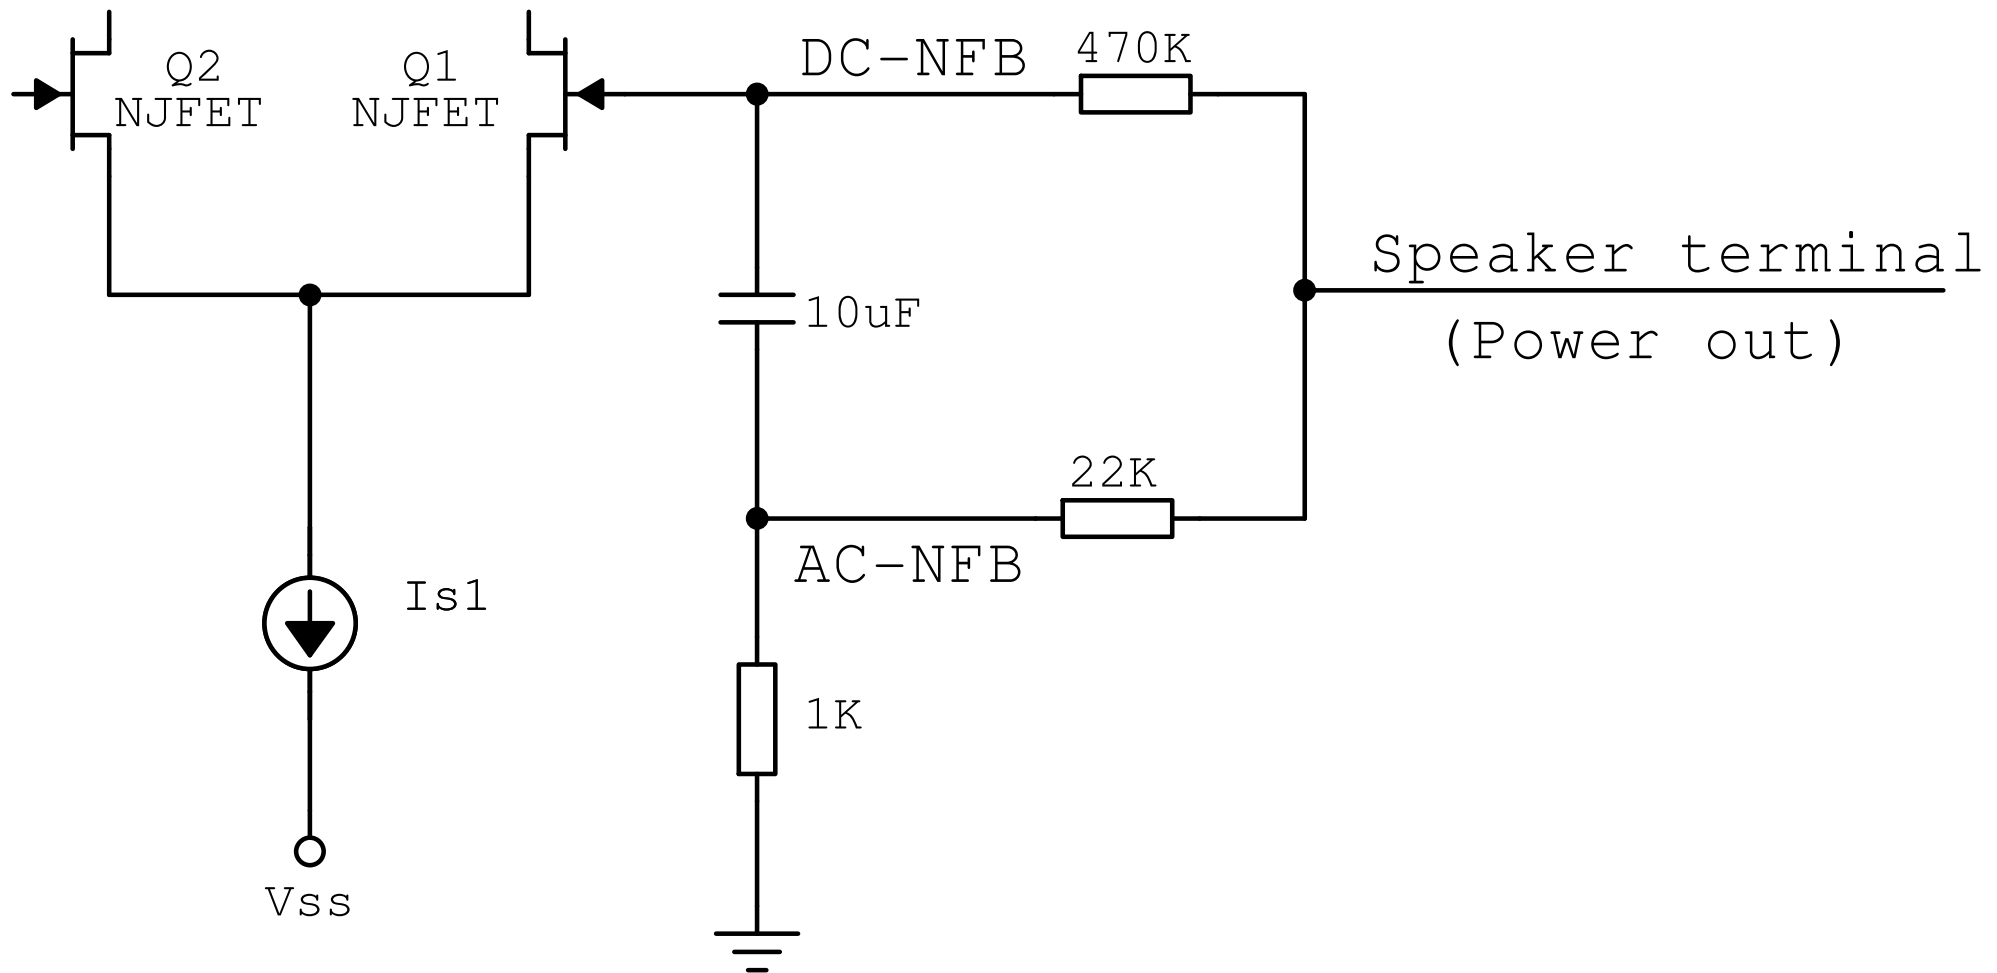 Q2
NJFET
Q1
NJFET
DC-NFB
470K
10uF
Speaker terminal
(Power out)
22K
AC-NFB
Is1
1K
Vss